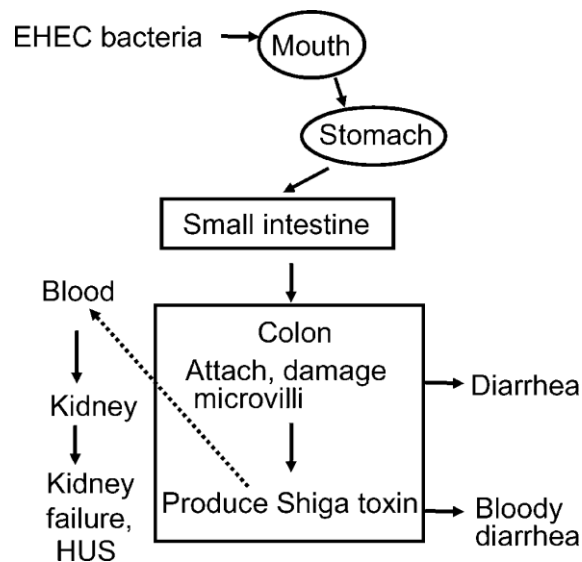 EHEC bacteria
Mouth
Stomach
Small intestine
Blood
Kidney
Kidney
failure,
HUS
Colon
Attach, damage
microvilli
Produce Shiga toxin
Diarrhea
Bloody
diarrhea